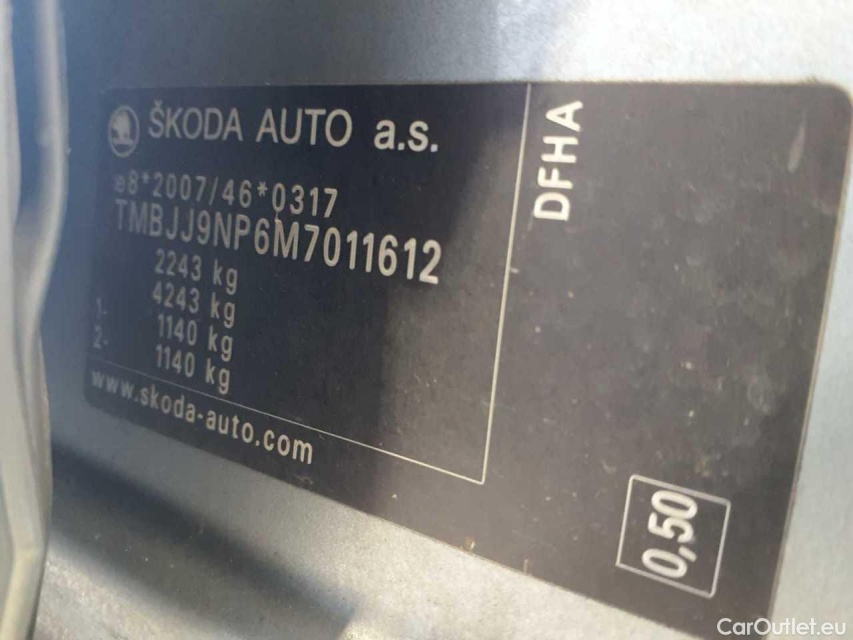 ŠKODA AUTO a.s.
e8*2007/46*0317
TMBJJ9NP6M7011612
2243 kg
4243 kg
1- 1140 kg
2- 1140 kg
www.skoda-auto.com
DFHA
0,50
CarOutlet.eu